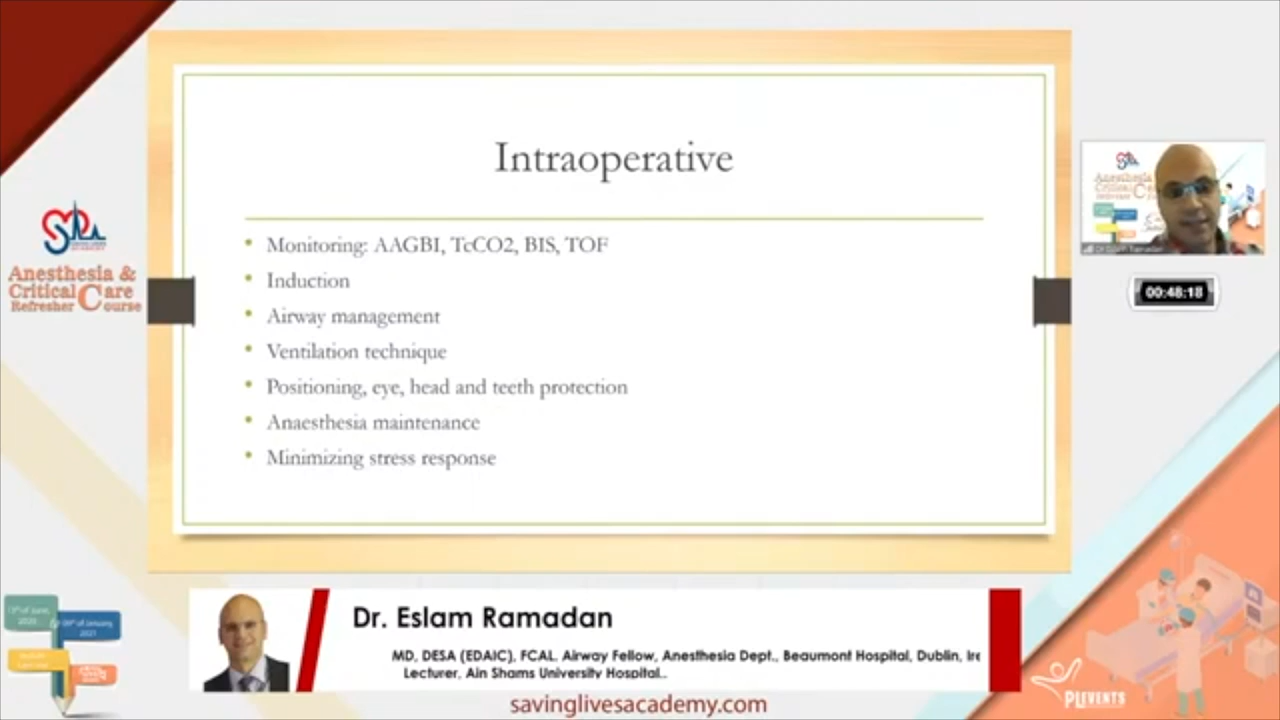 Intraoperative
• Monitoring: AAGBI, TcCO2, BIS, TOF
• Induction
• Airway management
• Ventilation technique
• Positioning, eye, head and teeth protection
• Anaesthesia maintenance
• Minimizing stress response
Anesthesia &
Critical Care
Refresher Course
00:48:18
Dr. Eslam Ramadan
MD, DESA (EDAIC), FCAI. Airway Fellow, Anesthesia Dept., Beaumont Hospital, Dublin, Ire
Lecturer, Ain Shams University Hospital..
savinglivesacademy.com
PLEVENTS